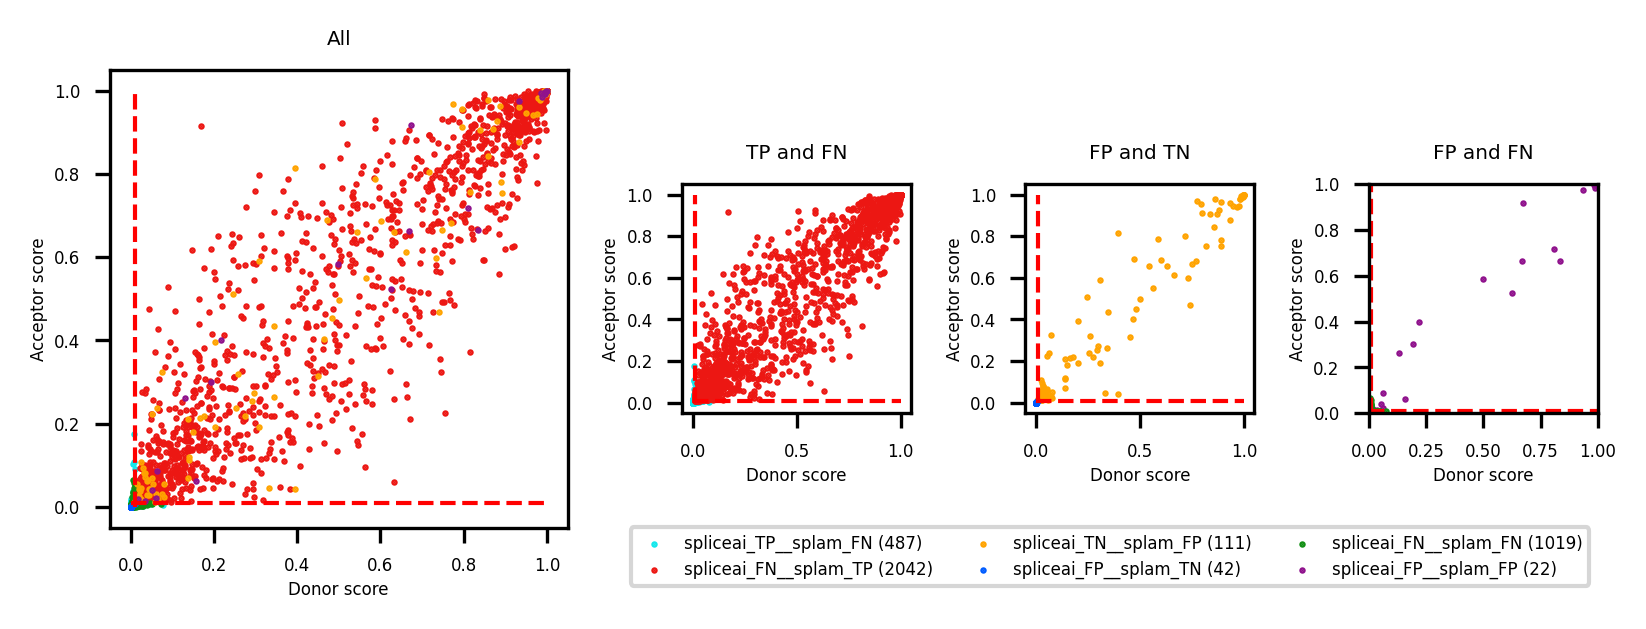 All
1.0
0.8
0.6
0.4
0.2
0.0
Acceptor score
0.0 0.2 0.4 0.6 0.8 1.0
Donor score
TP and FN
1.0
0.8
0.6
0.4
0.2
0.0
Acceptor score
0.0 0.5 1.0
Donor score
FP and TN
1.0
0.8
0.6
0.4
0.2
0.0
Acceptor score
0.0 0.5 1.0
Donor score
FP and FN
1.0
0.8
0.6
0.4
0.2
0.0
Acceptor score
0.00 0.25 0.50 0.75 1.00
Donor score
spliceai_TP__splam_FN (487)
spliceai_FN__splam_TP (2042)
spliceai_TN__splam_FP (111)
spliceai_FP__splam_TN (42)
spliceai_FN__splam_FN (1019)
spliceai_FP__splam_FP (22)